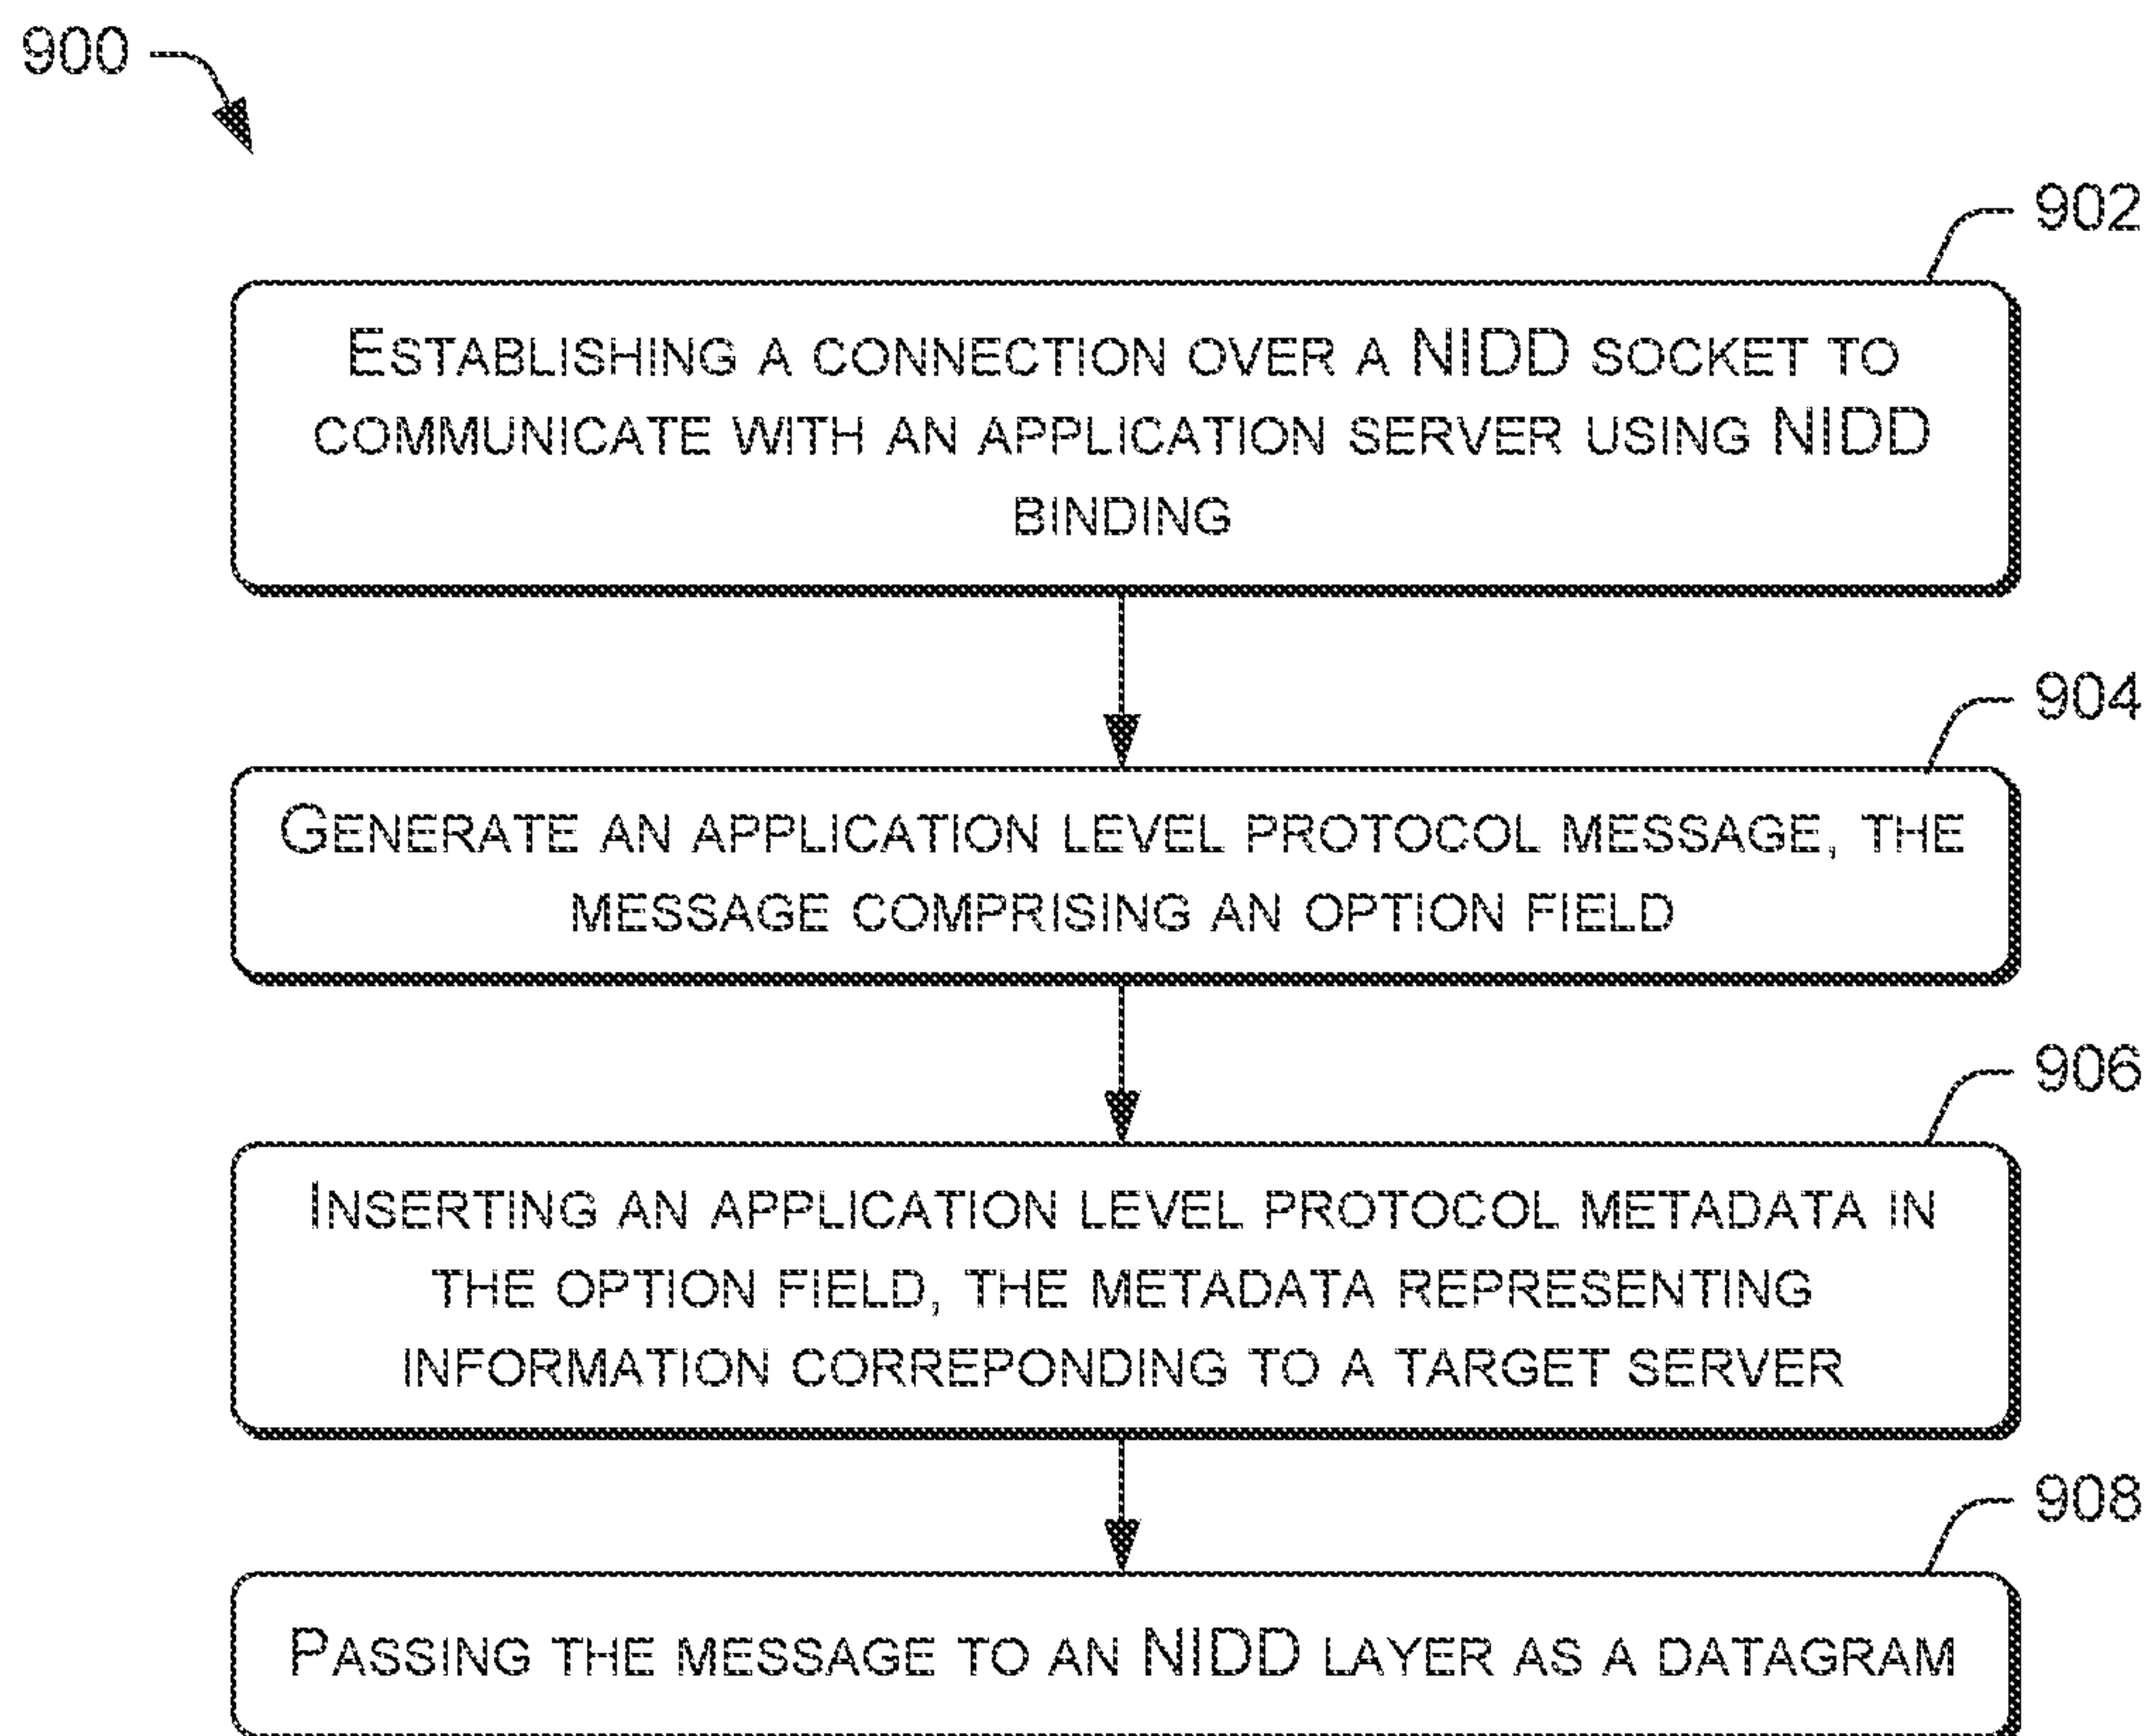 900
902
ESTABLISHING A CONNECTION OVER A NIDD SOCKET TO
COMMUNICATE WITH AN APPLICATION SERVER USING NIDD
BINDING
904
GENERATE AN APPLICATION LEVEL PROTOCOL MESSAGE, THE
MESSAGE COMPRISING AN OPTION FIELD
906
INSERTING AN APPLICATION LEVEL PROTOCOL METADATA IN
THE OPTION FIELD, THE METADATA REPRESENTING
INFORMATION CORREPONDING TO A TARGET SERVER
908
PASSING THE MESSAGE TO AN NIDD LAYER AS A DATAGRAM